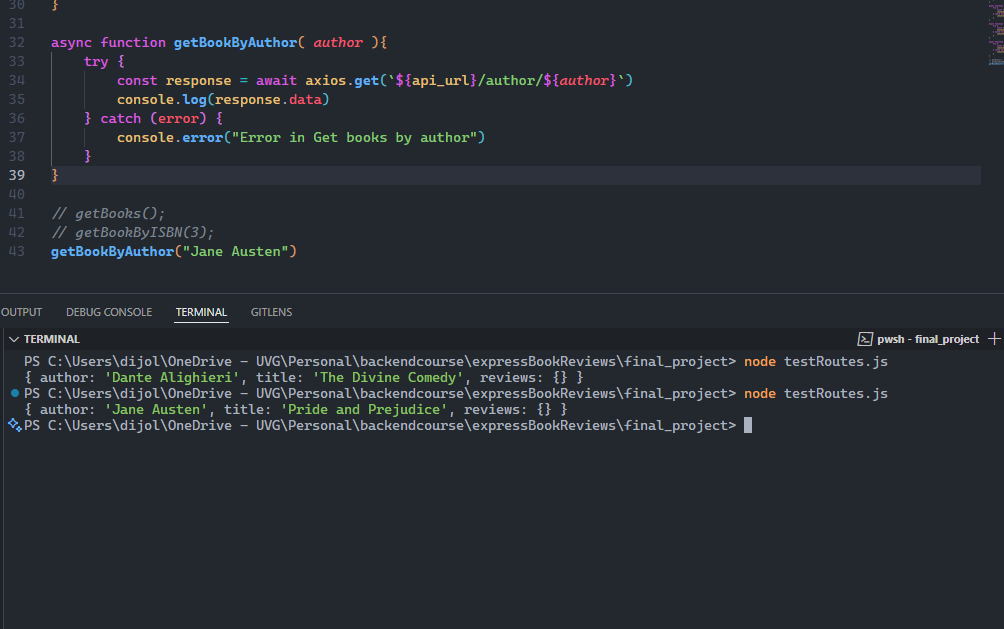 30 }
31
32 async function getBookByAuthor( author ){
33 try {
34 const response = await axios.get(`${api_url}/author/${author}`)
35 console.log(response.data)
36 } catch (error) {
37 console.error("Error in Get books by author")
38 }
39 }
40
41 // getBooks();
42 // getBookByISBN(3);
43 getBookByAuthor("Jane Austen")
OUTPUT DEBUG CONSOLE TERMINAL GITLENS
TERMINAL pwsh - final_project
PS C:\Users\dijol\OneDrive - UVG\Personal\backendcourse\expressBookReviews\final_project> node testRoutes.js
{ author: 'Dante Alighieri', title: 'The Divine Comedy', reviews: {} }
PS C:\Users\dijol\OneDrive - UVG\Personal\backendcourse\expressBookReviews\final_project> node testRoutes.js
{ author: 'Jane Austen', title: 'Pride and Prejudice', reviews: {} }
PS C:\Users\dijol\OneDrive - UVG\Personal\backendcourse\expressBookReviews\final_project>